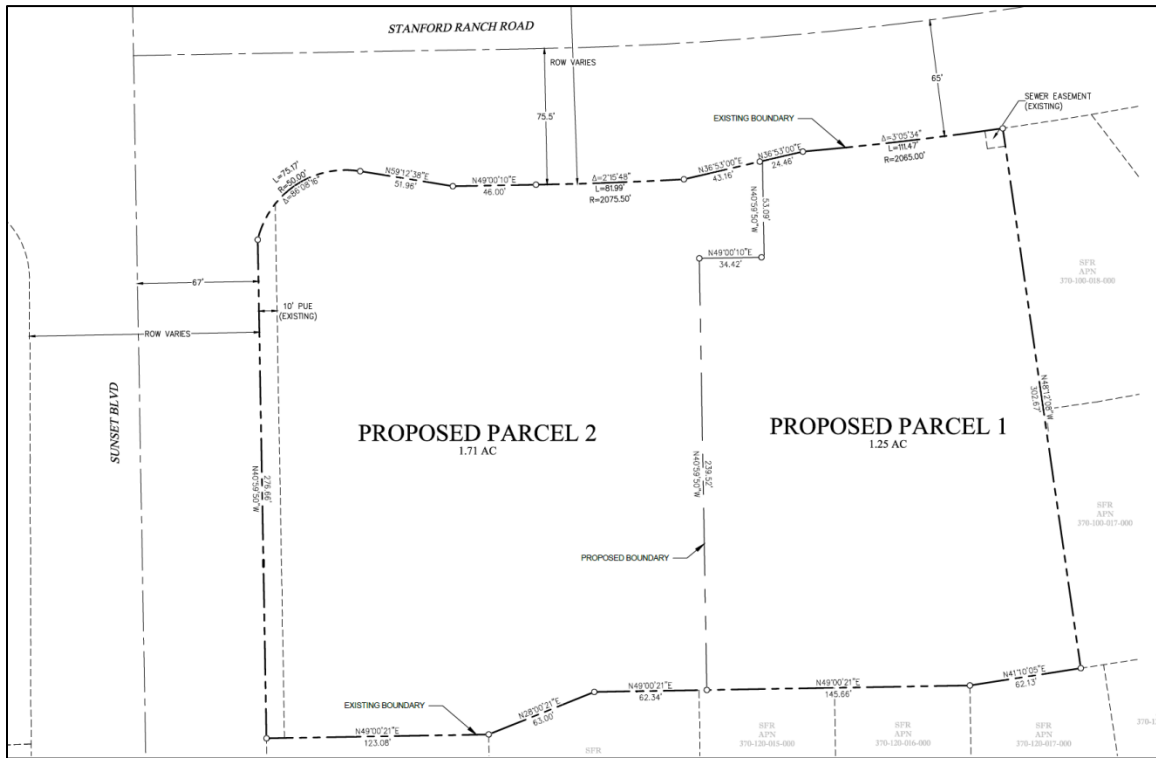 STANFORD RANCH ROAD
ROW VARIES
75.5'
65'
SEWER EASEMENT
(EXISTING)
EXISTING BOUNDARY
Δ=3°05'34"
L=111.47'
R=2065.00'
N36°53'00"E
24.46'
N36°53'00"E
43.16'
Δ=2°15'48"
L=81.99'
R=2075.50'
N49°00'10"E
46.00'
N59°12'38"E
51.96'
L=75.17'
R=50.00'
Δ=86°08'16"
N40°59'50"W
53.09'
N49°00'10"E
34.42'
67'
10' PUE
(EXISTING)
ROW VARIES
SUNSET BLVD
SFR
APN
370-100-018-000
N48°12'08"W
302.67'
PROPOSED PARCEL 2
1.71 AC
PROPOSED PARCEL 1
1.25 AC
N40°59'50"W
276.66'
N40°59'50"W
239.52'
SFR
APN
370-100-017-000
PROPOSED BOUNDARY
EXISTING BOUNDARY
N49°00'21"E
123.08'
N28°00'21"E
63.00'
N49°00'21"E
62.34'
N49°00'21"E
145.66'
N41°10'05"E
62.13'
SFR
SFR
APN
370-120-015-000
SFR
APN
370-120-016-000
SFR
APN
370-120-017-000